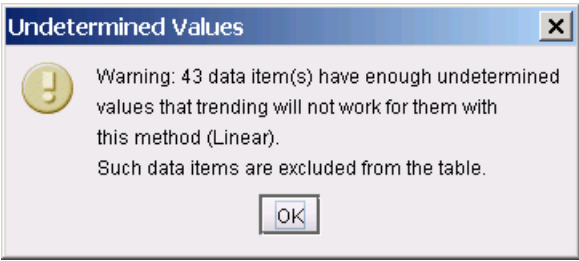 Undetermined Values
Warning: 43 data item(s) have enough undetermined
values that trending will not work for them with
this method (Linear).
Such data items are excluded from the table.
OK